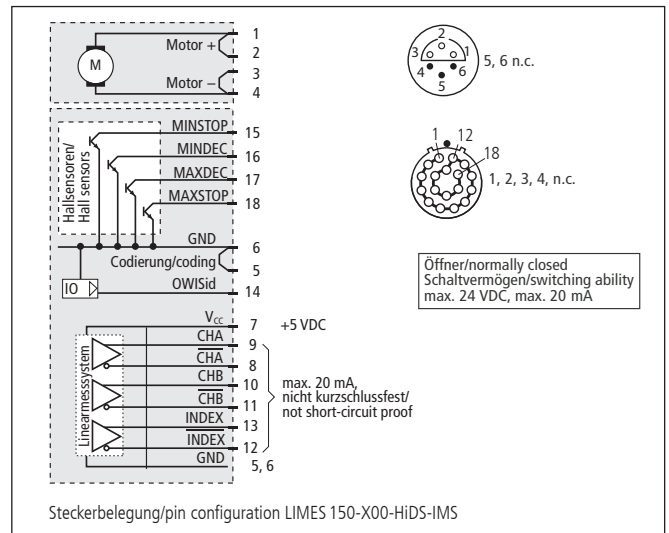 Motor +
1
2
M
3
Motor –
4
Hallsensoren/
Hall sensors
MINSTOP
15
MINDEC
16
MAXDEC
17
MAXSTOP
18
GND
6
Codierung/coding
5
IO
OWISid
14
Linearmesssystem
VCC
7
+5 VDC
CHA
9
CHA
8
CHB
10
CHB
11
INDEX
13
INDEX
12
GND
5, 6
max. 20 mA,
nicht kurzschlussfest/
not short-circuit proof
2
3
1
4
6
5
5, 6 n.c.
1
12
18
1, 2, 3, 4, n.c.
Öffner/normally closed
Schaltvermögen/switching ability
max. 24 VDC, max. 20 mA
Steckerbelegung/pin configuration LIMES 150-X00-HiDS-IMS